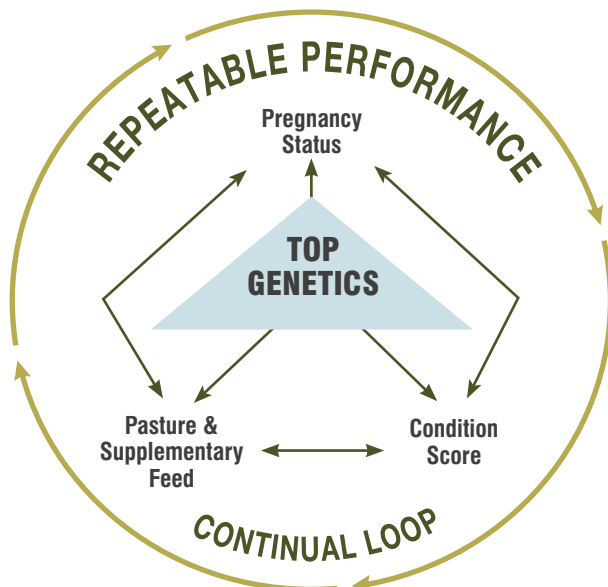 REPEATABLE PERFORMANCE
Pregnancy
Status
TOP
GENETICS
Pasture &
Supplementary
Feed
Condition
Score
CONTINUAL LOOP